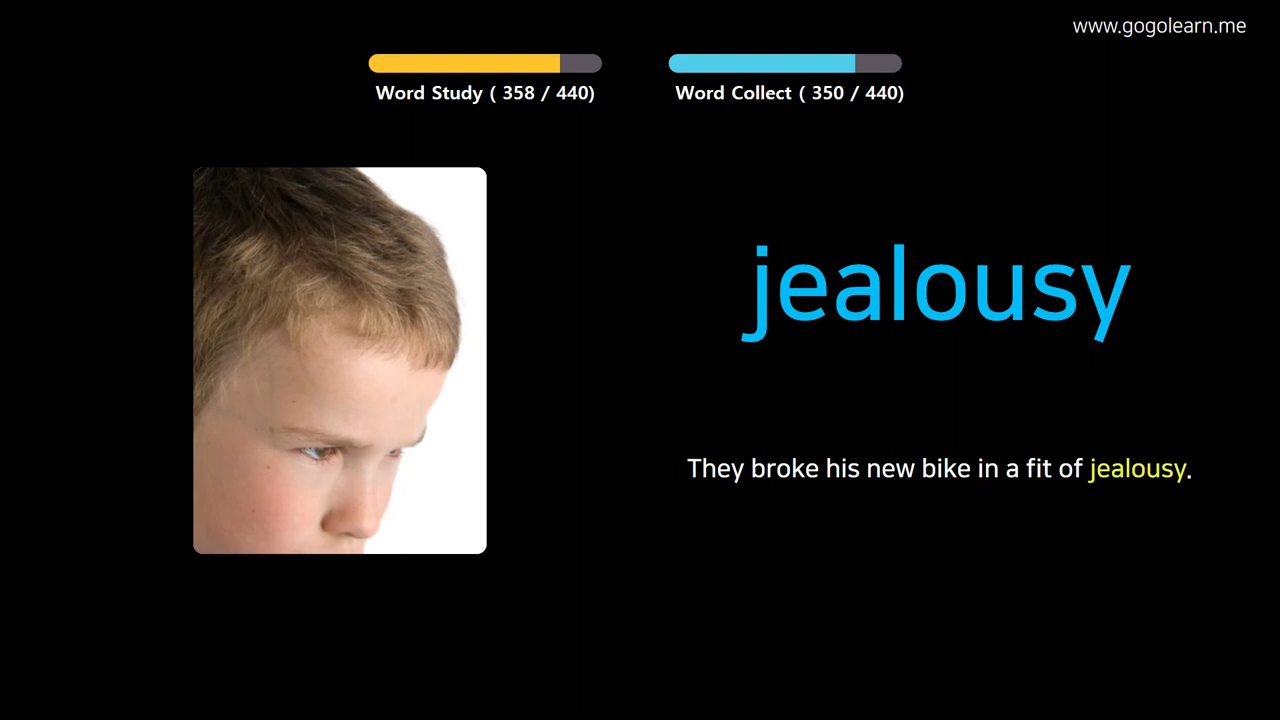 www.gogolearn.me
Word Study ( 358 / 440)
Word Collect ( 350 / 440)
jealousy
They broke his new bike in a fit of jealousy.